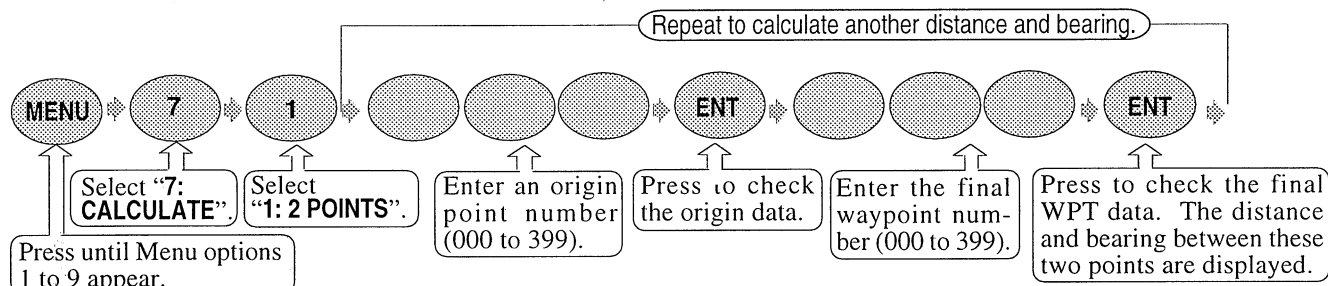 Repeat to calculate another distance and bearing.
MENU 7 1 ENT ENT
Select "7:
CALCULATE".
Select
"1: 2 POINTS".
Enter an origin
point number
(000 to 399).
Press to check
the origin data.
Enter the final
waypoint num-
ber (000 to 399).
Press to check the final
WPT data. The distance
and bearing between these
two points are displayed.
Press until Menu options
1 to 9 appear.